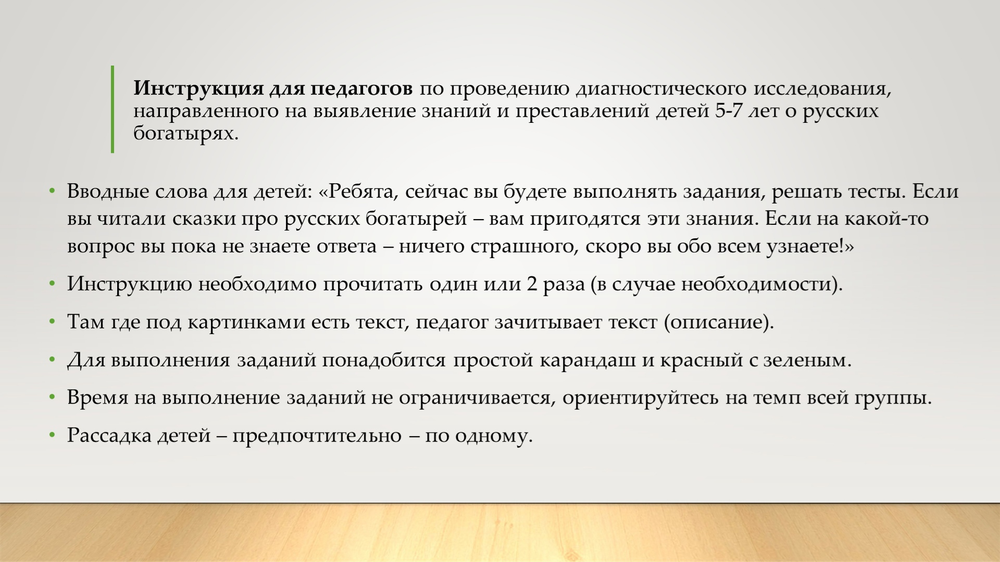 Инструкция для педагогов по проведению диагностического исследования,
направленного на выявление знаний и преставлений детей 5-7 лет о русских
богатырях.
• Вводные слова для детей: «Ребята, сейчас вы будете выполнять задания, решать тесты. Если
вы читали сказки про русских богатырей – вам пригодятся эти знания. Если на какой-то
вопрос вы пока не знаете ответа – ничего страшного, скоро вы обо всем узнаете!»
• Инструкцию необходимо прочитать один или 2 раза (в случае необходимости).
• Там где под картинками есть текст, педагог зачитывает текст (описание).
• Для выполнения заданий понадобится простой карандаш и красный с зеленым.
• Время на выполнение заданий не ограничивается, ориентируйтесь на темп всей группы.
• Рассадка детей – предпочтительно – по одному.